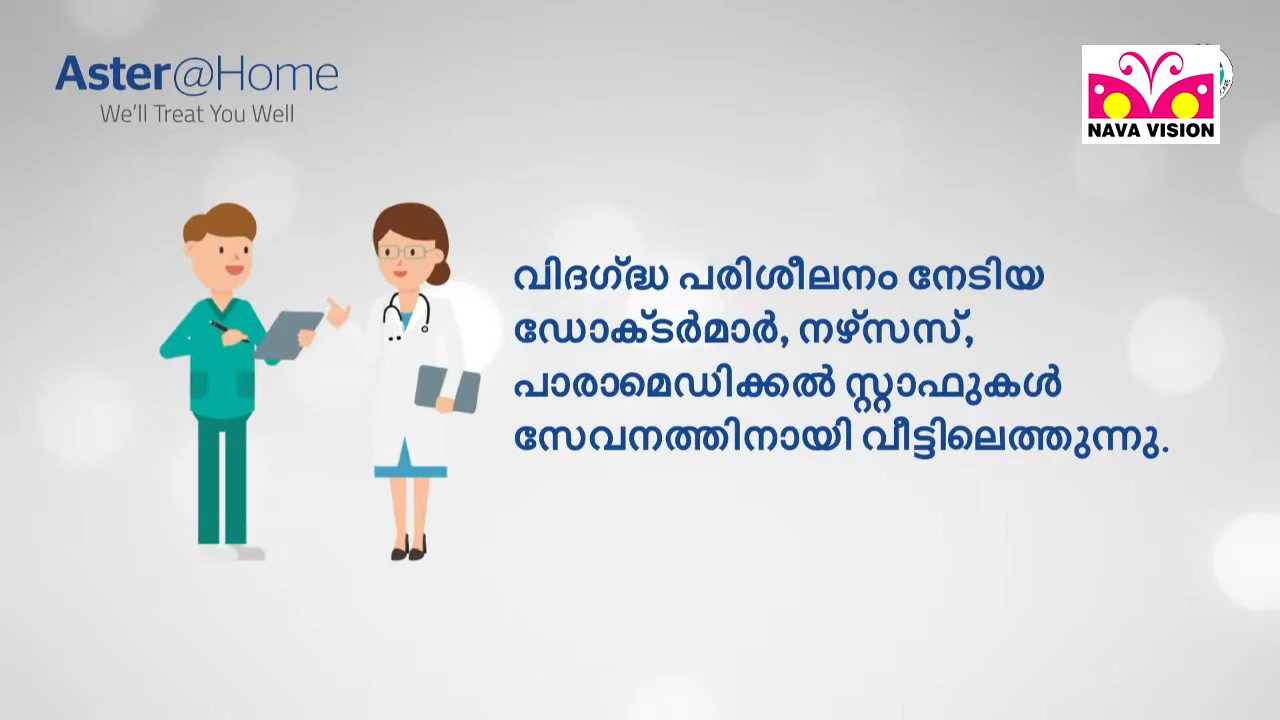 Aster@Home
We'll Treat You Well
NAVA VISION
വിദഗ്ദ്ധ പരിശീലനം നേടിയ
ഡോക്ടർമാർ, നഴ്സസ്,
പാരാമെഡിക്കൽ സ്റ്റാഫുകൾ
സേവനത്തിനായി വീട്ടിലെത്തുന്നു.